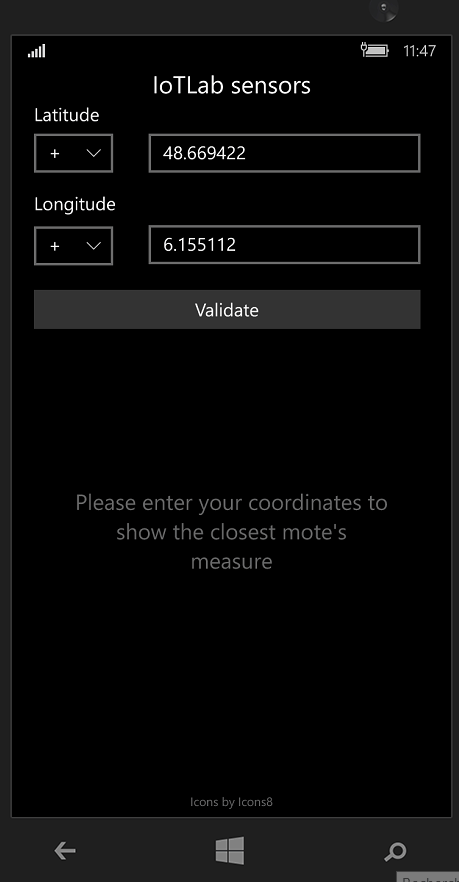 11:47
IoTLab sensors
Latitude
+ 48.669422
Longitude
+ 6.155112
Validate
Please enter your coordinates to
show the closest mote's
measure
Icons by Icons8